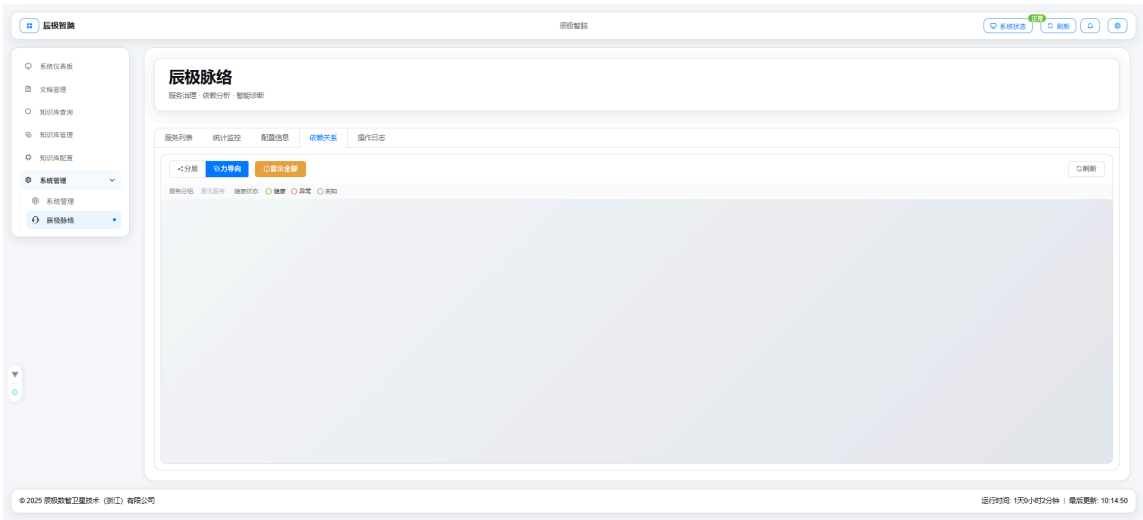 辰极智脑 辰极智脑 系统状态 正常 刷新
系统仪表板
文档管理
知识库查询
知识库管理
知识库配置
系统管理
系统管理
辰极脉络
辰极脉络
服务治理 · 依赖分析 · 智能诊断
服务列表 统计监控 配置信息 依赖关系 操作日志
分层 力导向 显示全部 刷新
服务分组: 暂无服务 健康状态: 健康 异常 未知
© 2025 辰极数智卫星技术（浙江）有限公司 运行时间: 1天0小时2分钟 | 最后更新: 10:14:50